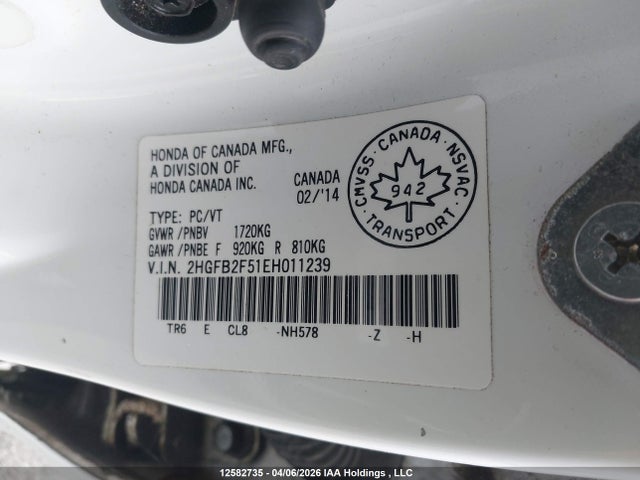 HONDA OF CANADA MFG.,
A DIVISION OF
HONDA CANADA INC.
CANADA
02/'14
TYPE: PC/VT
GVWR /PNBV 1720KG
GAWR /PNBE F 920KG R 810KG
V.I.N. 2HGFB2F51EH011239
TR6 E CL8 -NH578 -Z -H
CMVSS · CANADA · NSVAC · TRANSPORT ·
942
12582735 - 04/06/2026 IAA Holdings , LLC